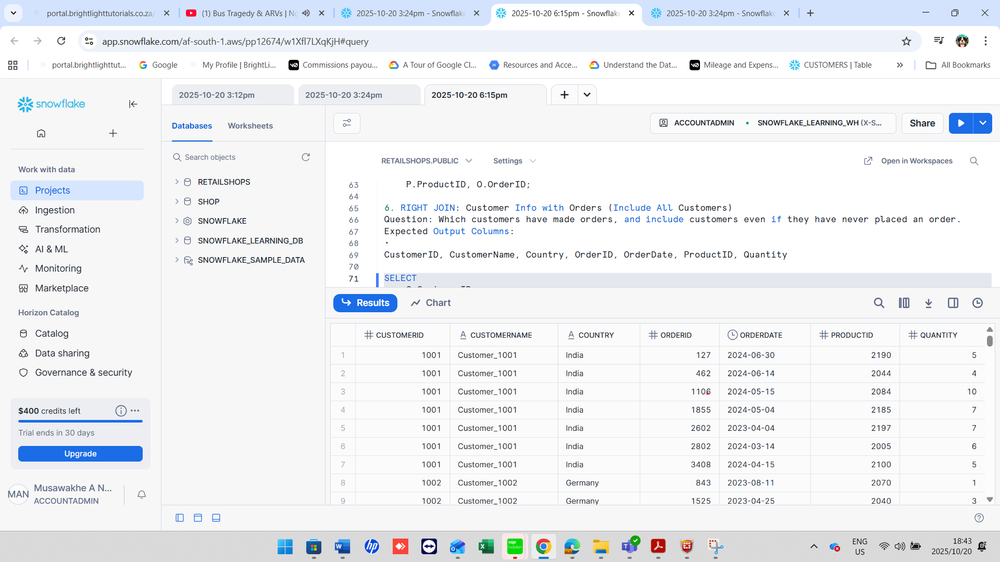 portal.brightlighttutorials.co.za/
(1) Bus Tragedy & ARVs | Ng
2025-10-20 3:24pm - Snowflake
2025-10-20 6:15pm - Snowflake
2025-10-20 3:24pm - Snowflake
app.snowflake.com/af-south-1.aws/pp12674/w1Xfl7LXqKjH#query
portal.brightlighttut...
Google
My Profile | BrightLi...
Commissions payou...
A Tour of Google Cl...
Resources and Acce...
Understand the Dat...
Mileage and Expens...
CUSTOMERS | Table
All Bookmarks
snowflake
Work with data
Projects
Ingestion
Transformation
AI & ML
Monitoring
Marketplace
Horizon Catalog
Catalog
Data sharing
Governance & security
$400 credits left
Trial ends in 30 days
Upgrade
MAN
Musawakhe A N...
ACCOUNTADMIN
2025-10-20 3:12pm
2025-10-20 3:24pm
2025-10-20 6:15pm
Databases
Worksheets
Search objects
RETAILSHOPS
SHOP
SNOWFLAKE
SNOWFLAKE_LEARNING_DB
SNOWFLAKE_SAMPLE_DATA
ACCOUNTADMIN
SNOWFLAKE_LEARNING_WH (X-S...
Share
RETAILSHOPS.PUBLIC
Settings
Open in Workspaces
63 P.ProductID, O.OrderID;
64
65 6. RIGHT JOIN: Customer Info with Orders (Include All Customers)
66 Question: Which customers have made orders, and include customers even if they have never placed an order.
67 Expected Output Columns:
68 ·
69 CustomerID, CustomerName, Country, OrderID, OrderDate, ProductID, Quantity
70
71 SELECT
Results
Chart
CUSTOMERID CUSTOMERNAME COUNTRY ORDERID ORDERDATE PRODUCTID QUANTITY
1 1001 Customer_1001 India 127 2024-06-30 2190 5
2 1001 Customer_1001 India 462 2024-06-14 2044 4
3 1001 Customer_1001 India 1106 2024-05-15 2084 10
4 1001 Customer_1001 India 1855 2024-05-04 2185 7
5 1001 Customer_1001 India 2602 2023-04-04 2197 7
6 1001 Customer_1001 India 2802 2024-03-14 2005 6
7 1001 Customer_1001 India 3408 2024-04-15 2100 5
8 1002 Customer_1002 Germany 843 2023-08-11 2070 1
9 1002 Customer_1002 Germany 1525 2023-04-25 2040 3
sage
Evolution
ENG
US
18:43
2025/10/20